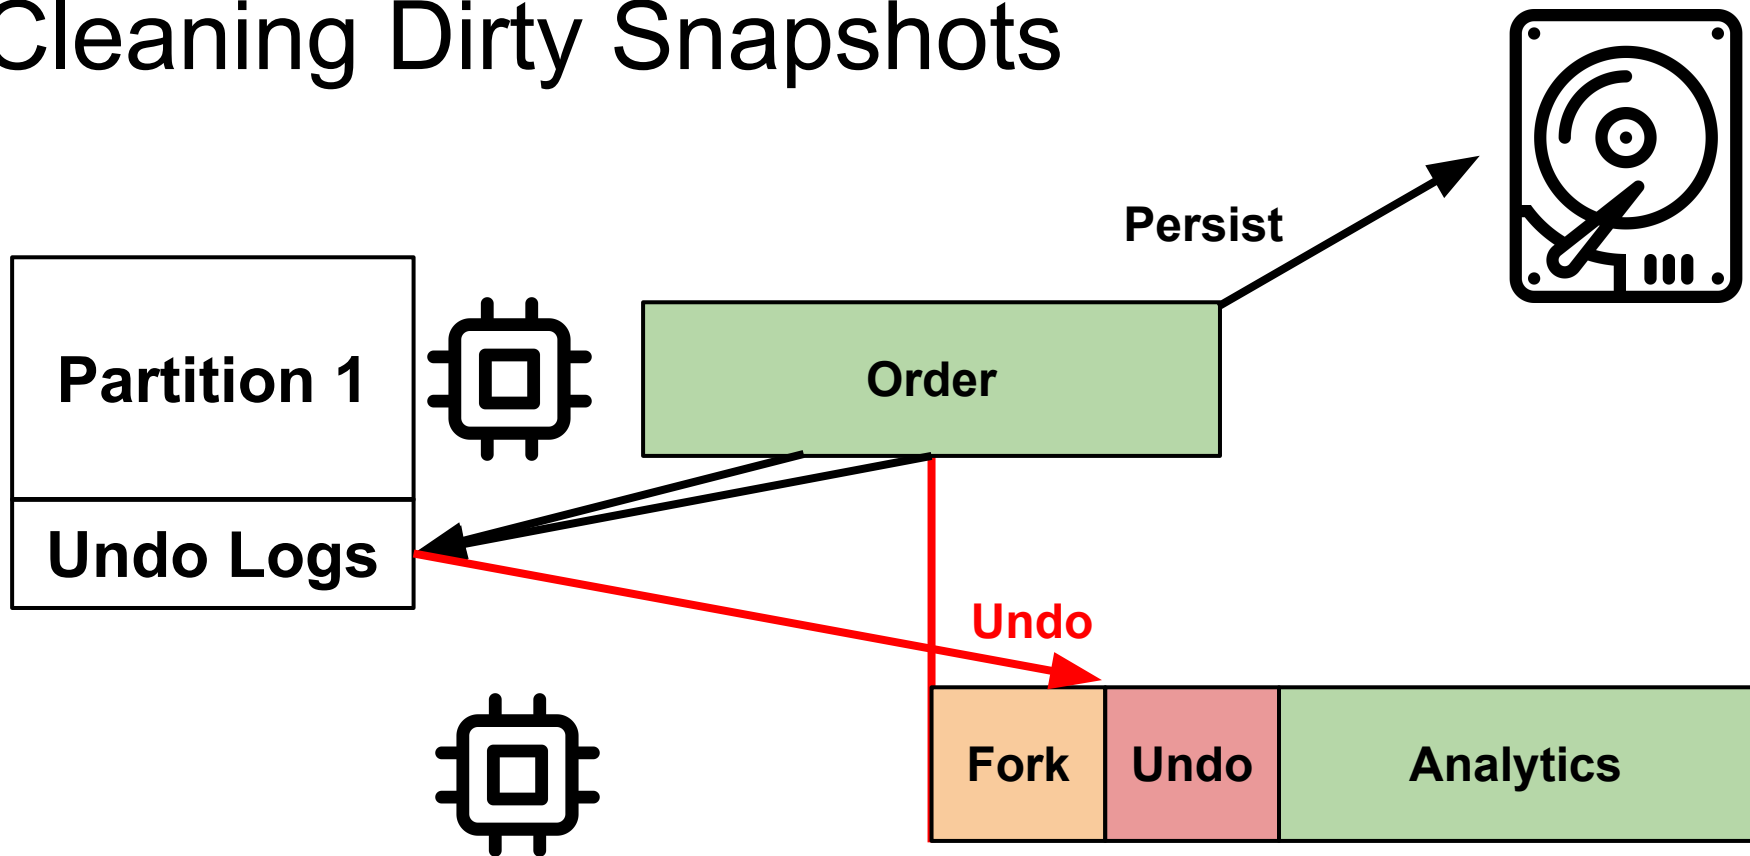 Cleaning Dirty Snapshots
Persist
Partition 1
Order
Undo Logs
Undo
Fork
Undo
Analytics